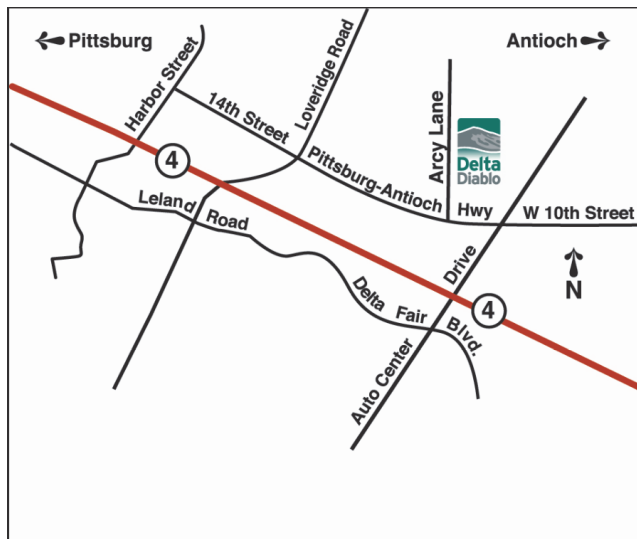 Pittsburg
Antioch
Harbor Street
Loveridge Road
14th Street
Arcy Lane
Delta
Diablo
4
Pittsburg-Antioch
Hwy
W 10th Street
Leland
Road
Drive
N
Delta
Fair
Blvd.
4
Auto Center